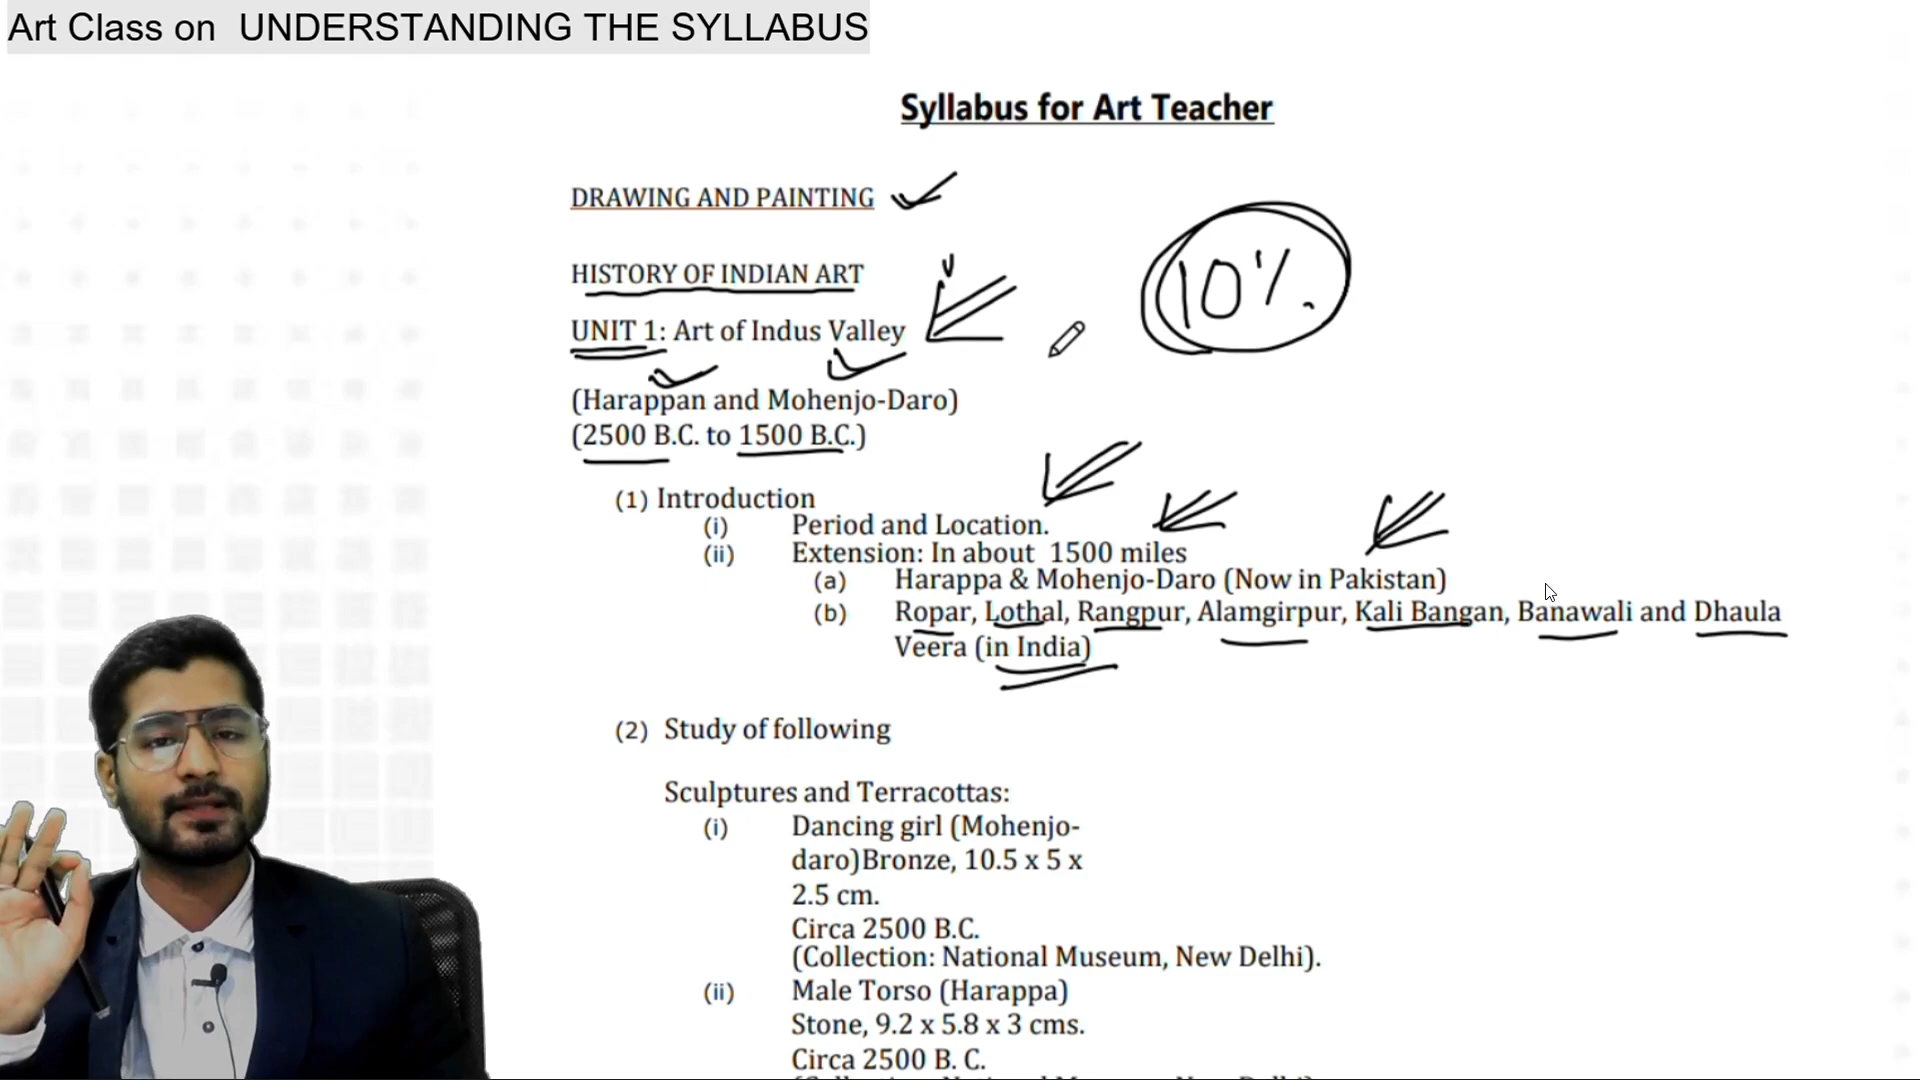 Art Class on UNDERSTANDING THE SYLLABUS
Syllabus for Art Teacher
DRAWING AND PAINTING
HISTORY OF INDIAN ART
10%.
UNIT 1: Art of Indus Valley
(Harappan and Mohenjo-Daro)
(2500 B.C. to 1500 B.C.)
(1) Introduction
(i) Period and Location.
(ii) Extension: In about 1500 miles
(a) Harappa & Mohenjo-Daro (Now in Pakistan)
(b) Ropar, Lothal, Rangpur, Alamgirpur, Kali Bangan, Banawali and Dhaula
Veera (in India)
(2) Study of following
Sculptures and Terracottas:
(i) Dancing girl (Mohenjo-
daro)Bronze, 10.5 x 5 x
2.5 cm.
Circa 2500 B.C.
(Collection: National Museum, New Delhi).
(ii) Male Torso (Harappa)
Stone, 9.2 x 5.8 x 3 cms.
Circa 2500 B. C.